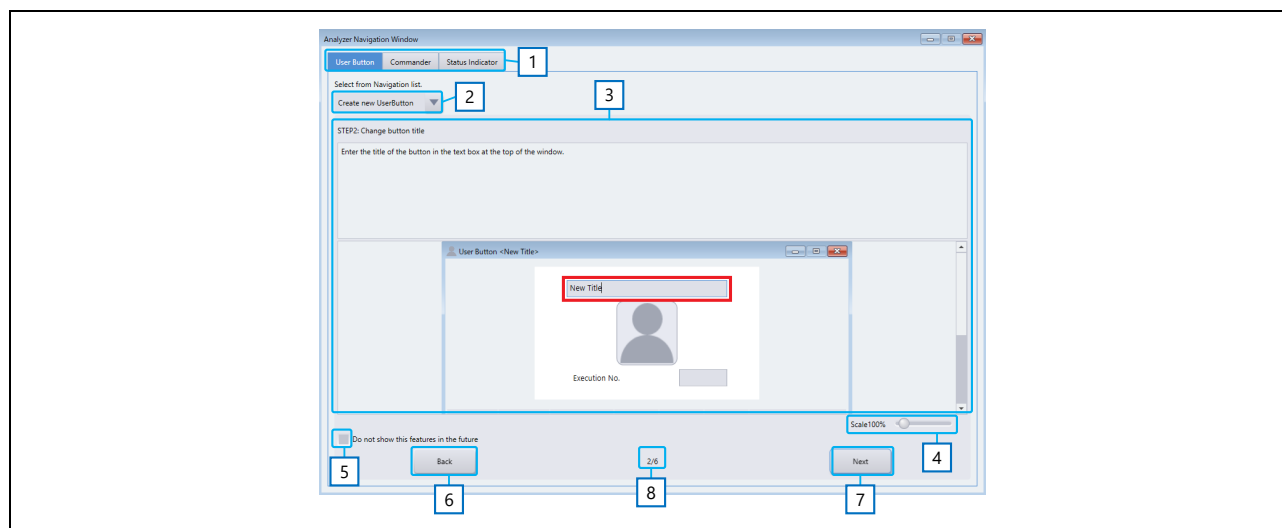 Analyzer Navigation Window
User Button Commander Status Indicator
1
Select from Navigation list.
Create new UserButton
2
3
STEP2: Change button title
Enter the title of the button in the text box at the top of the window.
User Button <New Title>
New Title
Execution No.
Scale100%
4
Do not show this features in the future
5
Back
6
2/6
8
Next
7